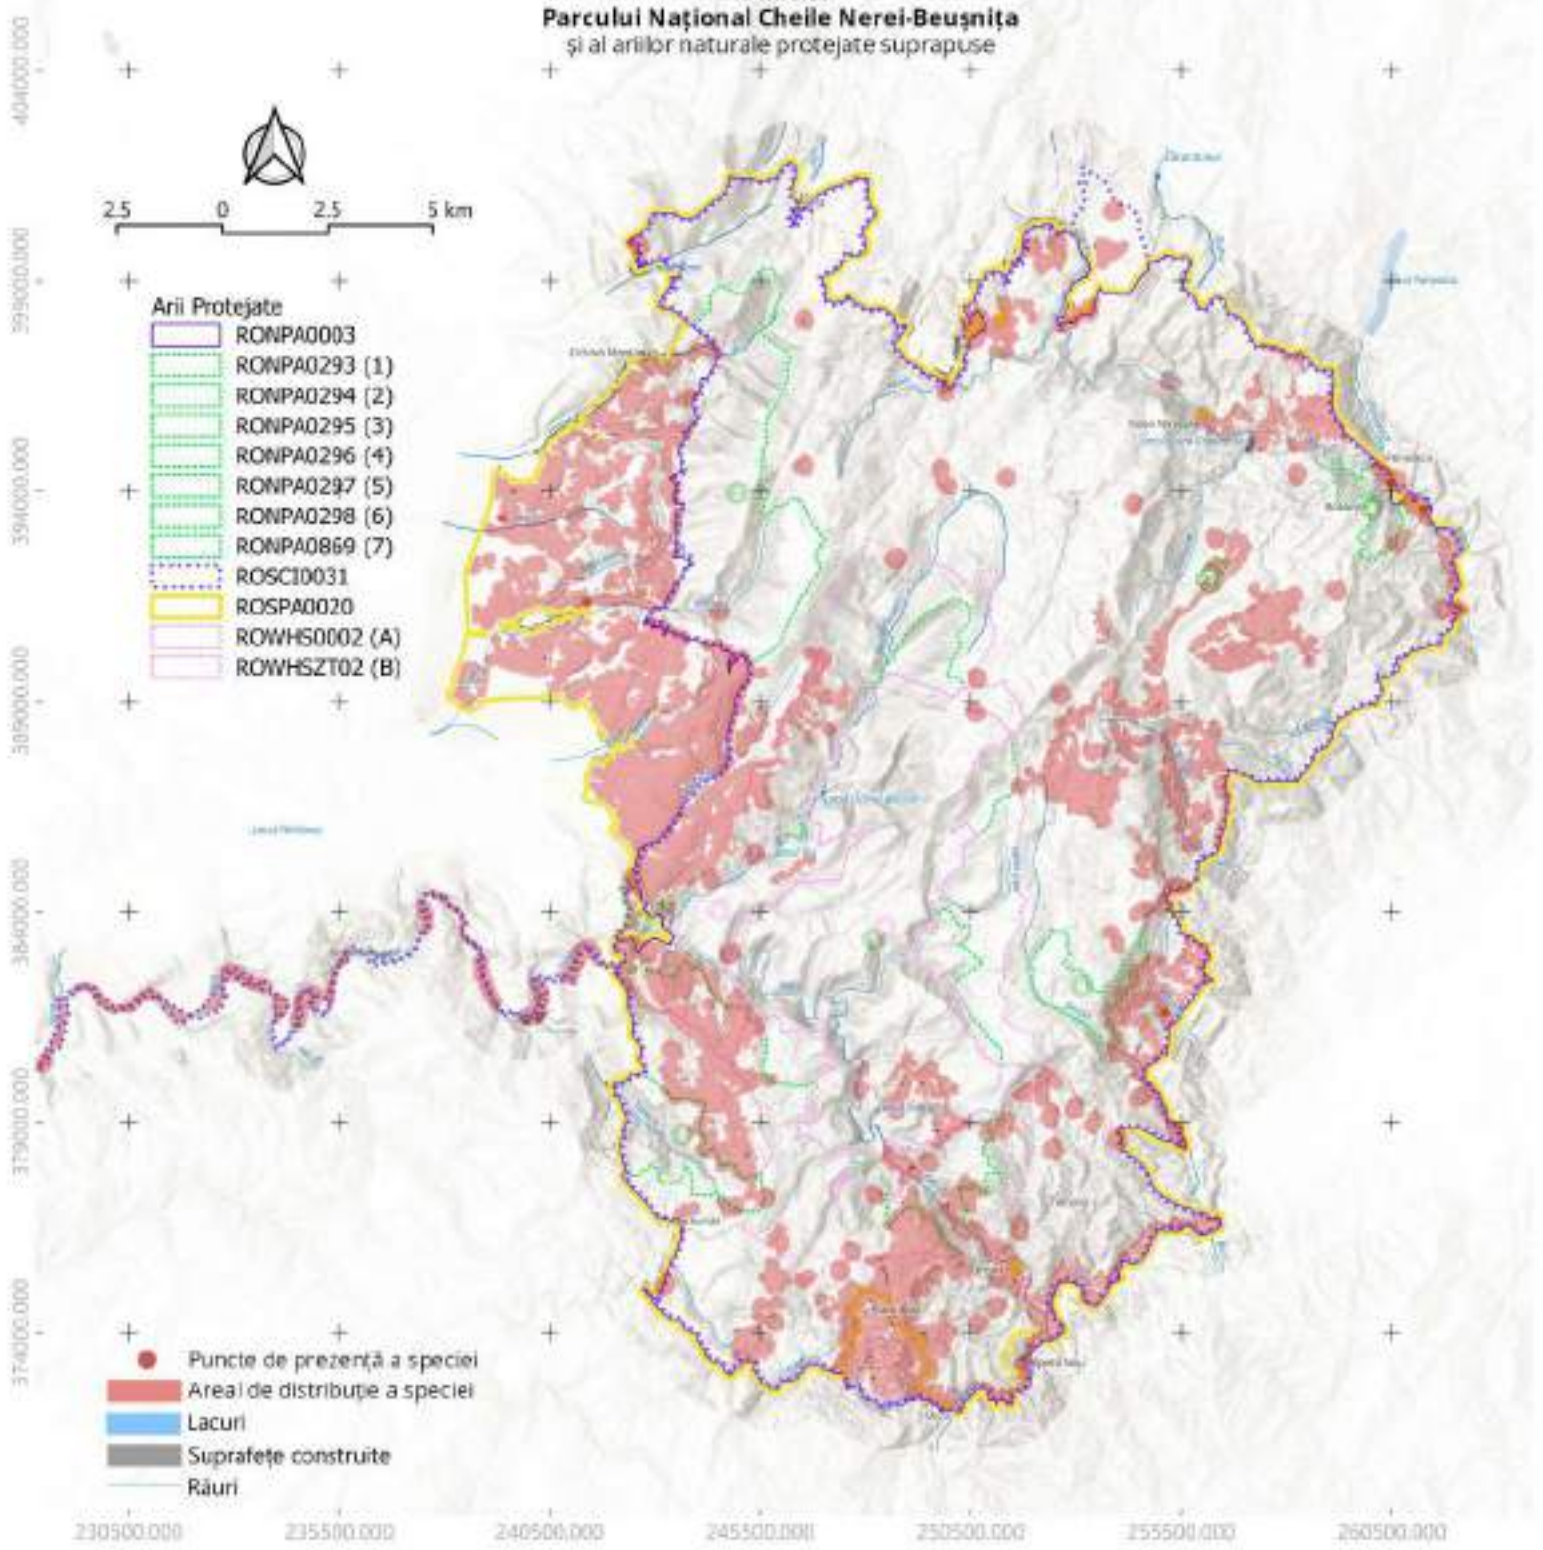 Parcului Național Cheile Nerei-Beușnița
și al ariilor naturale protejate suprapuse
404000.000
399000.000
394000.000
389000.000
384000.000
379000.000
374000.000
2.5 0 2.5 5 km
Arii Protejate
RONPA0003
RONPA0293 (1)
RONPA0294 (2)
RONPA0295 (3)
RONPA0296 (4)
RONPA0297 (5)
RONPA0298 (6)
RONPA0869 (7)
ROSCI0031
ROSPA0020
ROWHS0002 (A)
ROWHSZT02 (B)
Puncte de prezență a speciei
Areal de distribuție a speciei
Lacuri
Suprafețe construite
Râuri
230500.000 235500.000 240500.000 245500.000 250500.000 255500.000 260500.000